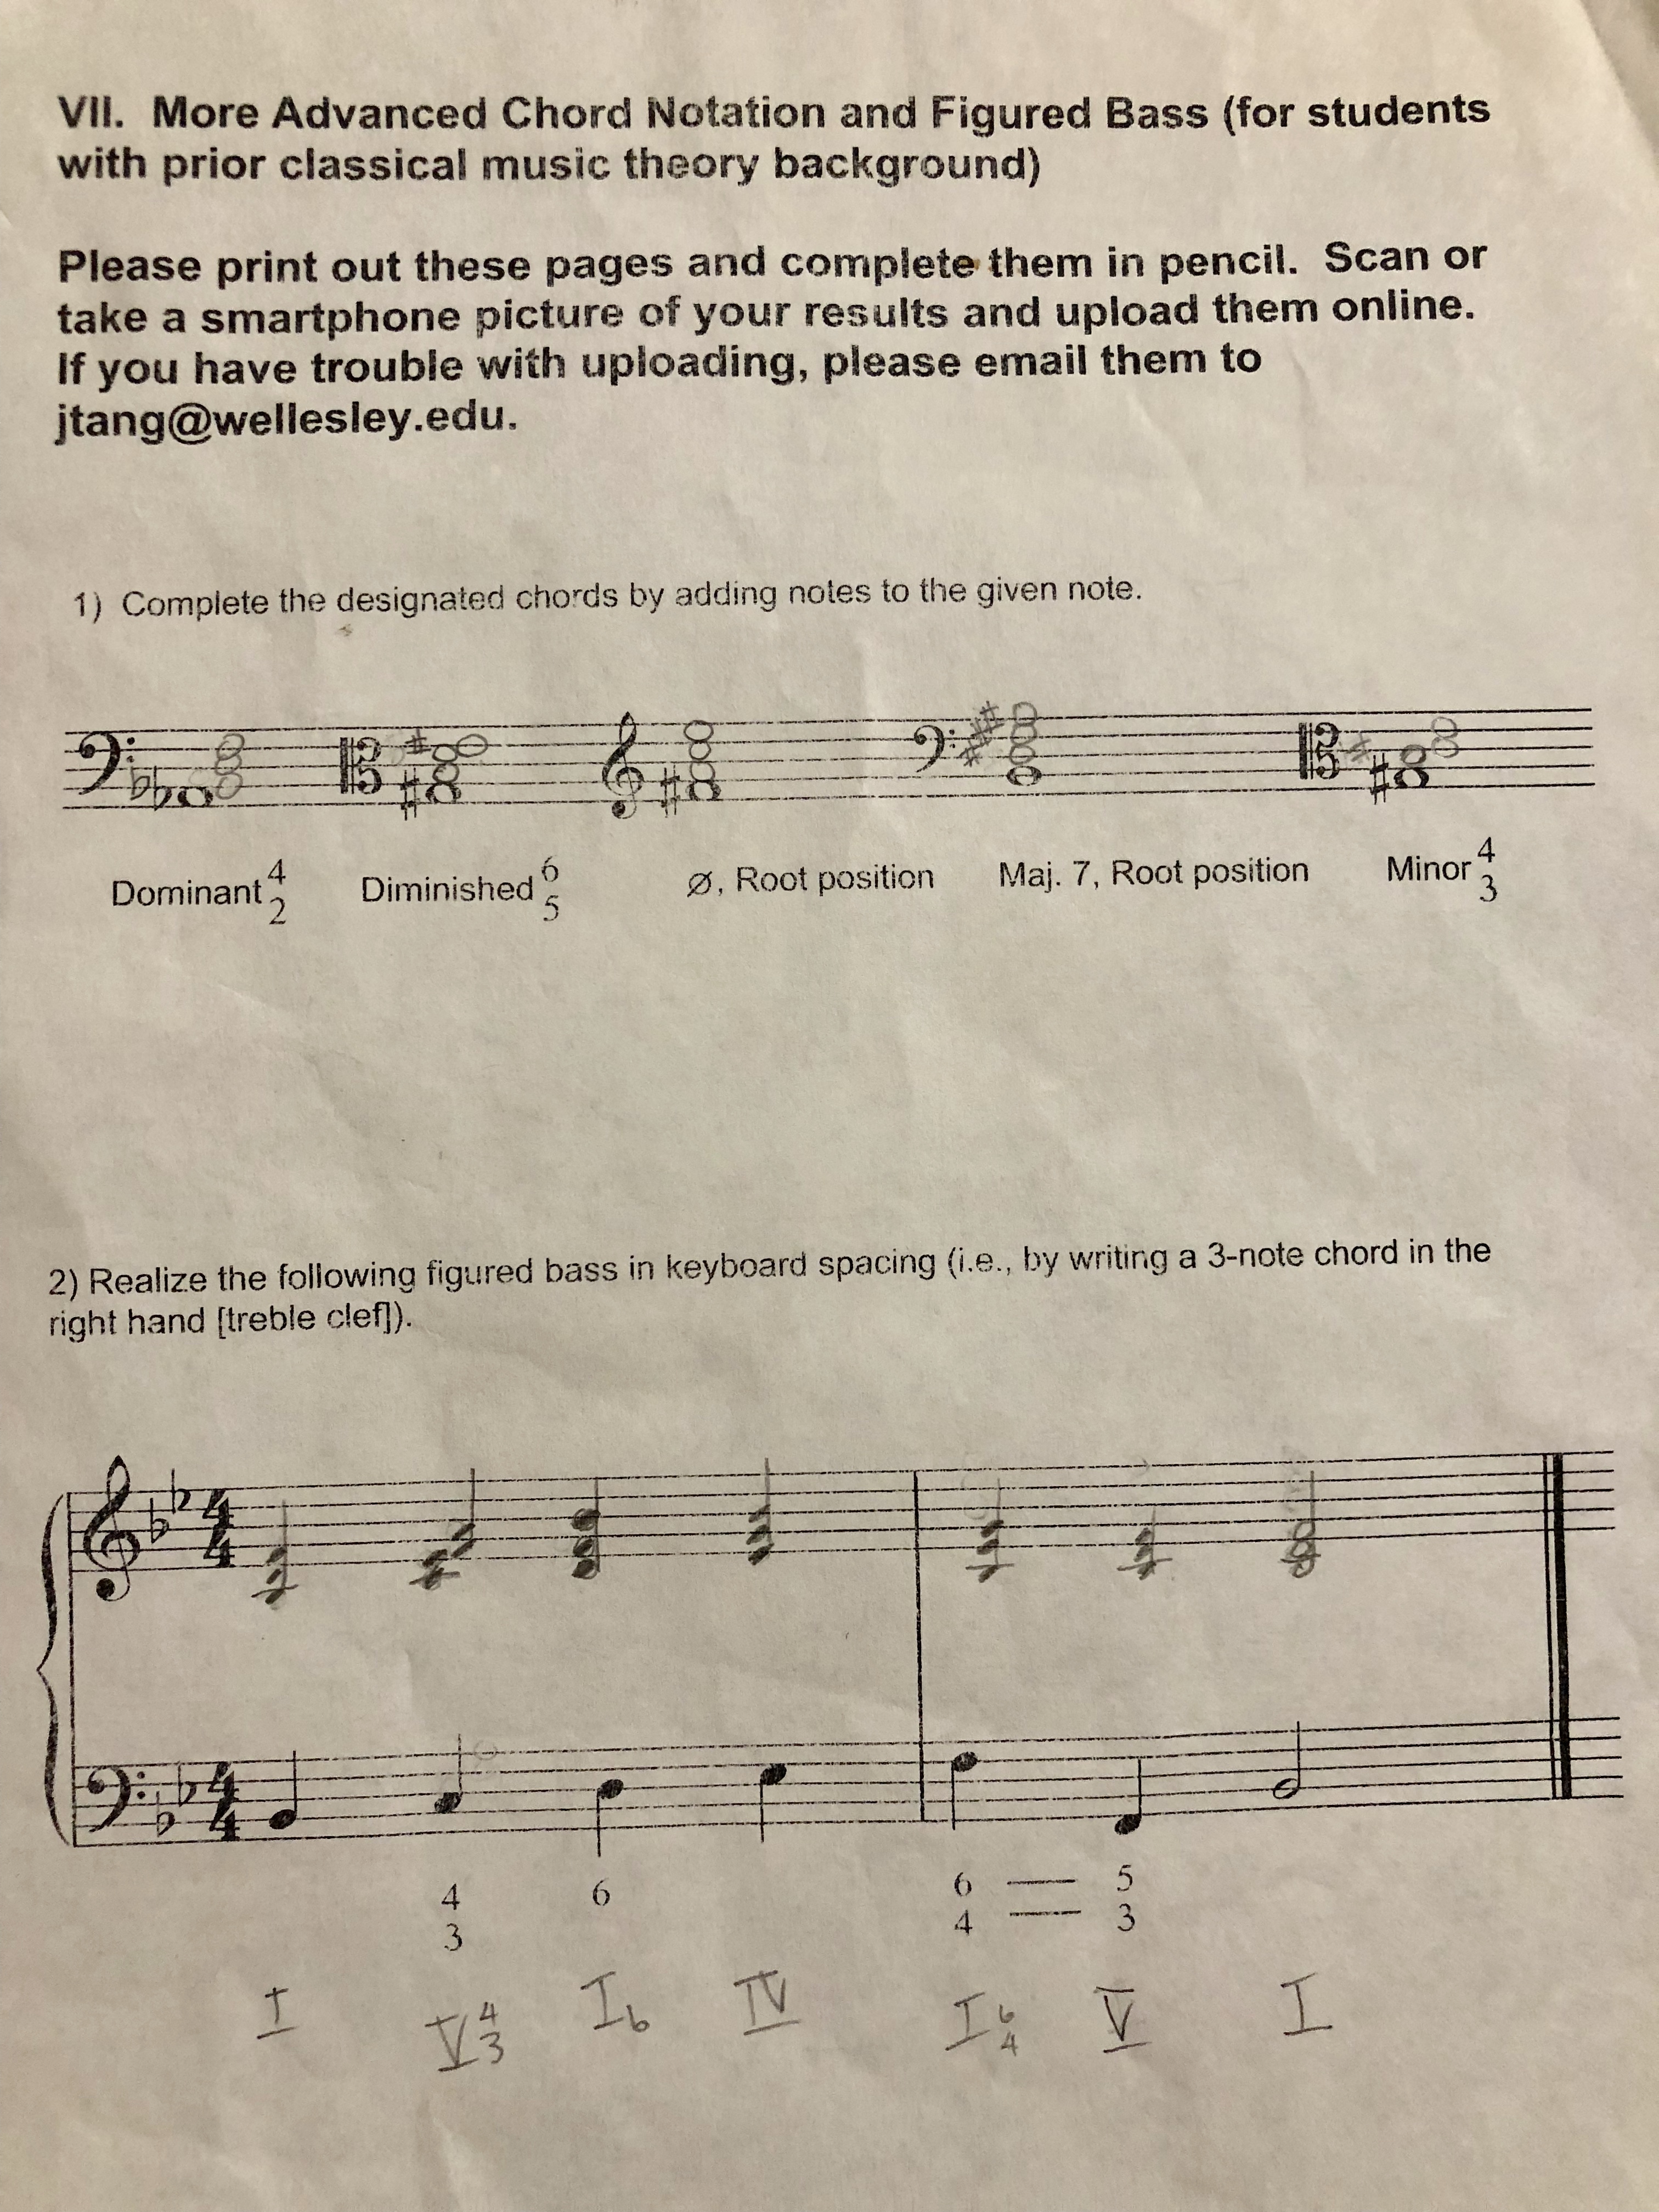 VII. More Advanced Chord Notation and Figured Bass (for students
with prior classical music theory background)
Please print out these pages and complete them in pencil. Scan or
take a smartphone picture of your results and upload them online.
If you have trouble with uploading, please email them to
jtang@wellesley.edu.
1) Complete the designated chords by adding notes to the given note.
Dominant 4 2 Diminished 6 5 ø, Root position Maj. 7, Root position Minor 4 3
2) Realize the following figured bass in keyboard spacing (i.e., by writing a 3-note chord in the
right hand [treble clef]).
4 4
4 4
4 6 6 — 5
3 4 — 3
I V 4 3 I 6 IV I 6 4 V I